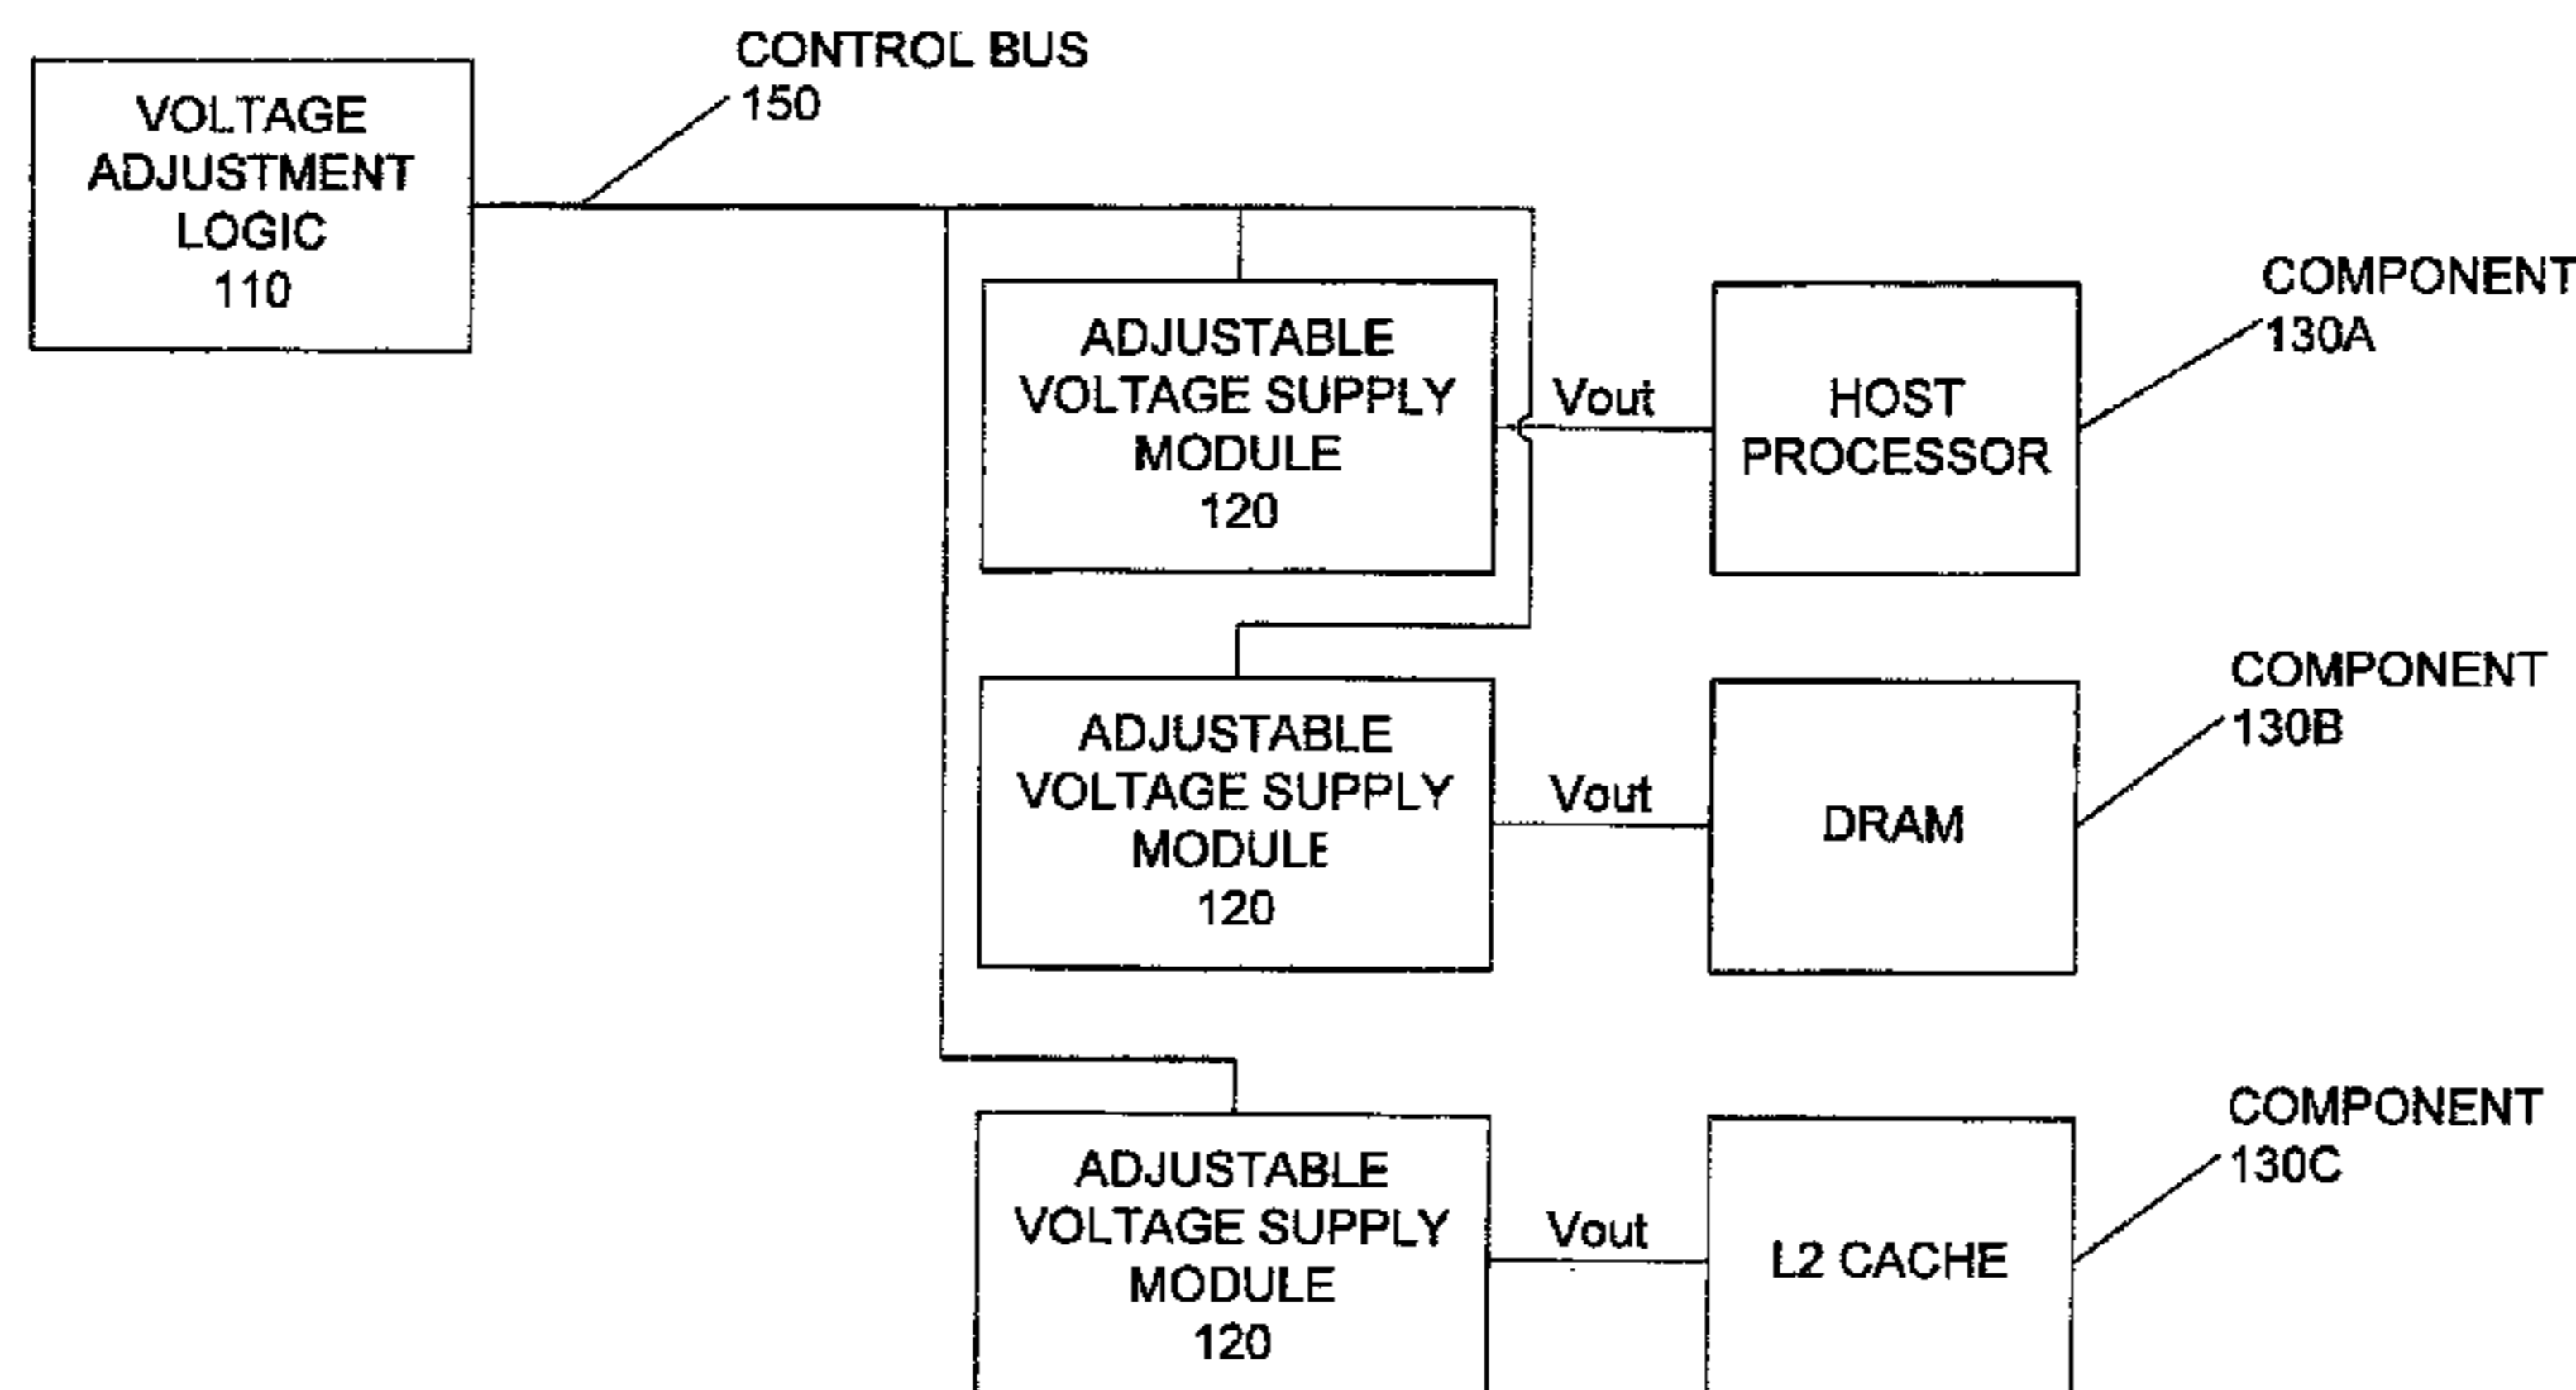 CONTROL BUS
150
VOLTAGE
ADJUSTMENT
LOGIC
110
ADJUSTABLE
VOLTAGE SUPPLY
MODULE
120
Vout
HOST
PROCESSOR
COMPONENT
130A
ADJUSTABLE
VOLTAGE SUPPLY
MODULE
120
Vout
DRAM
COMPONENT
130B
ADJUSTABLE
VOLTAGE SUPPLY
MODULE
120
Vout
L2 CACHE
COMPONENT
130C